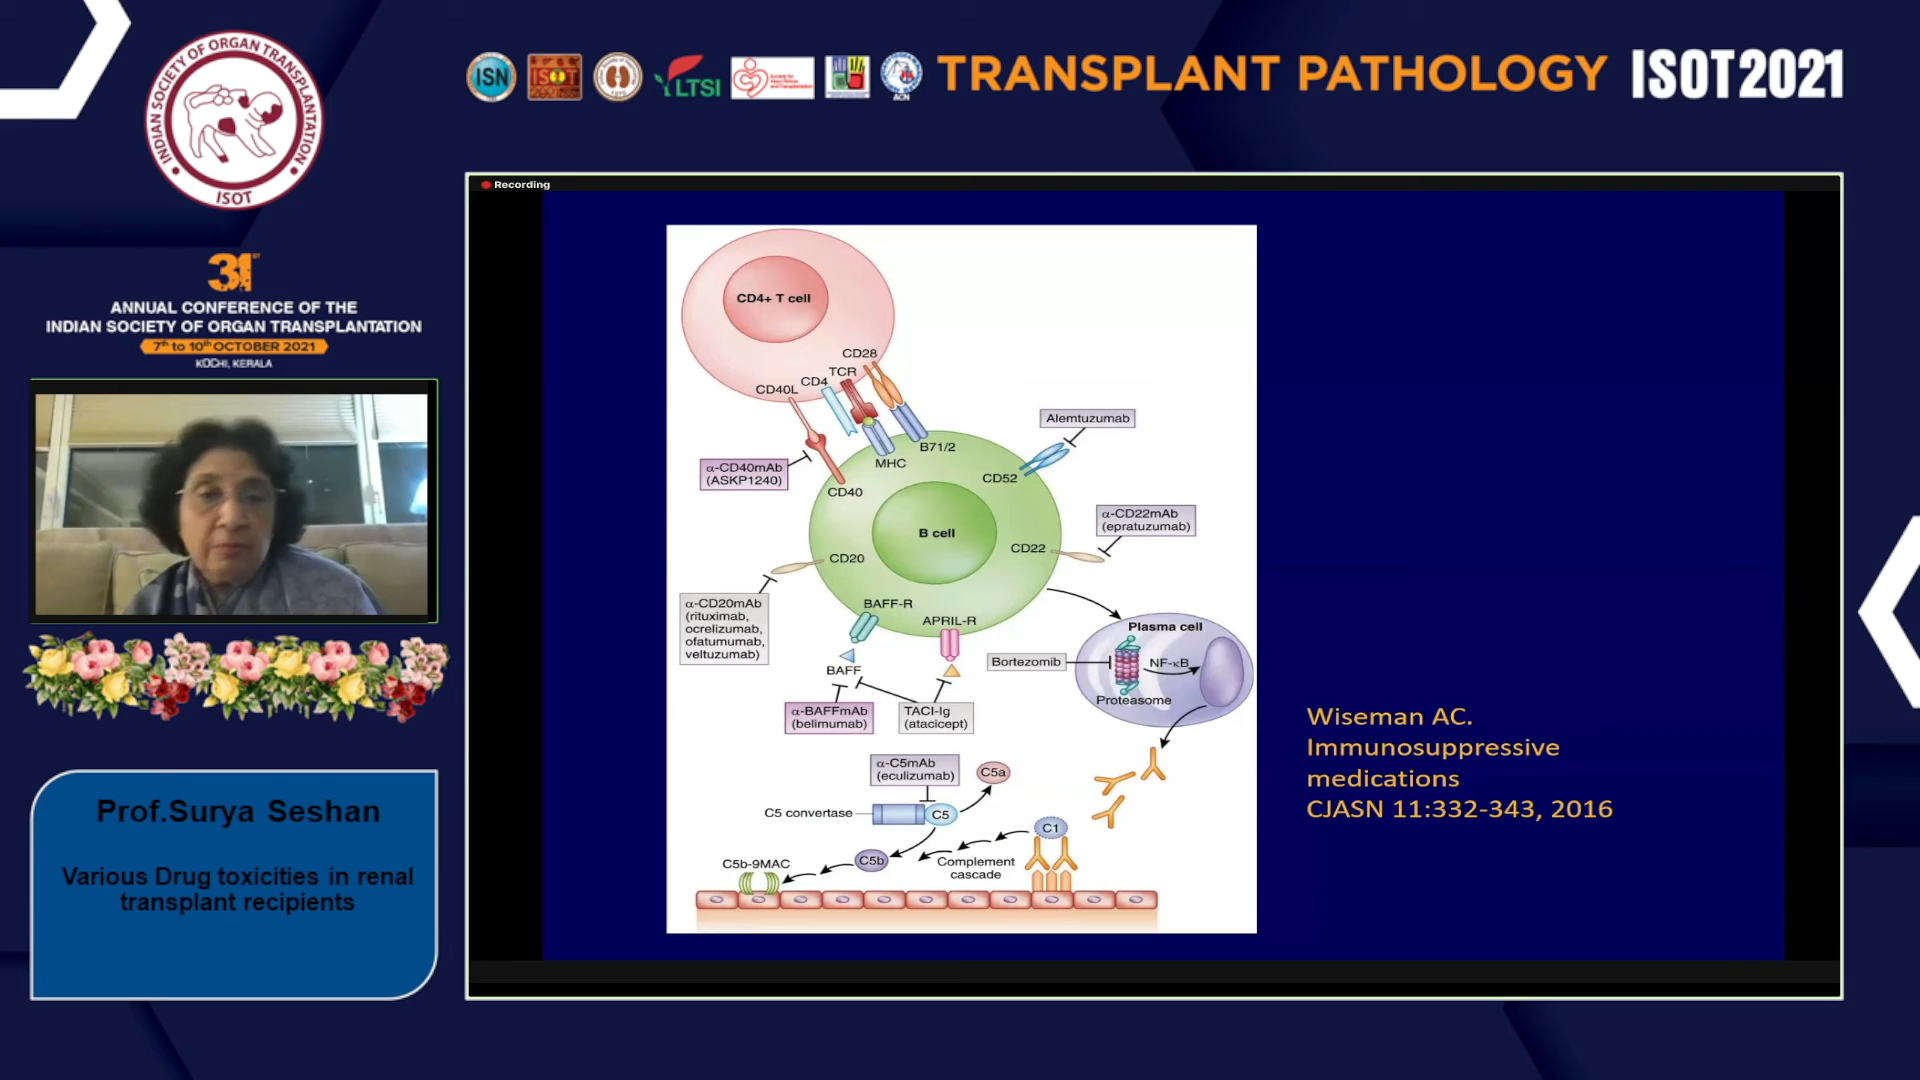 INDIAN SOCIETY OF ORGAN TRANSPLANTATION
ISOT
ISN
ISOT
LTSI
ACN
TRANSPLANT PATHOLOGY ISOT2021
31ST
ANNUAL CONFERENCE OF THE
INDIAN SOCIETY OF ORGAN TRANSPLANTATION
7th to 10th OCTOBER 2021
KOCHI, KERALA
Prof.Surya Seshan
Various Drug toxicities in renal
transplant recipients
Recording
CD4+ T cell
CD28
TCR
CD4
CD40L
Alemtuzumab
B71/2
MHC
α-CD40mAb
(ASKP1240)
CD52
CD40
α-CD22mAb
(epratuzumab)
B cell
CD22
CD20
α-CD20mAb
(rituximab,
ocrelizumab,
ofatumumab,
veltuzumab)
BAFF-R
APRIL-R
Plasma cell
Bortezomib
NF-κB
BAFF
Proteasome
α-BAFFmAb
(belimumab)
TACI-Ig
(atacicept)
α-C5mAb
(eculizumab)
C5a
C5 convertase
C5
C1
C5b-9MAC
C5b
Complement
cascade
Wiseman AC.
Immunosuppressive
medications
CJASN 11:332-343, 2016